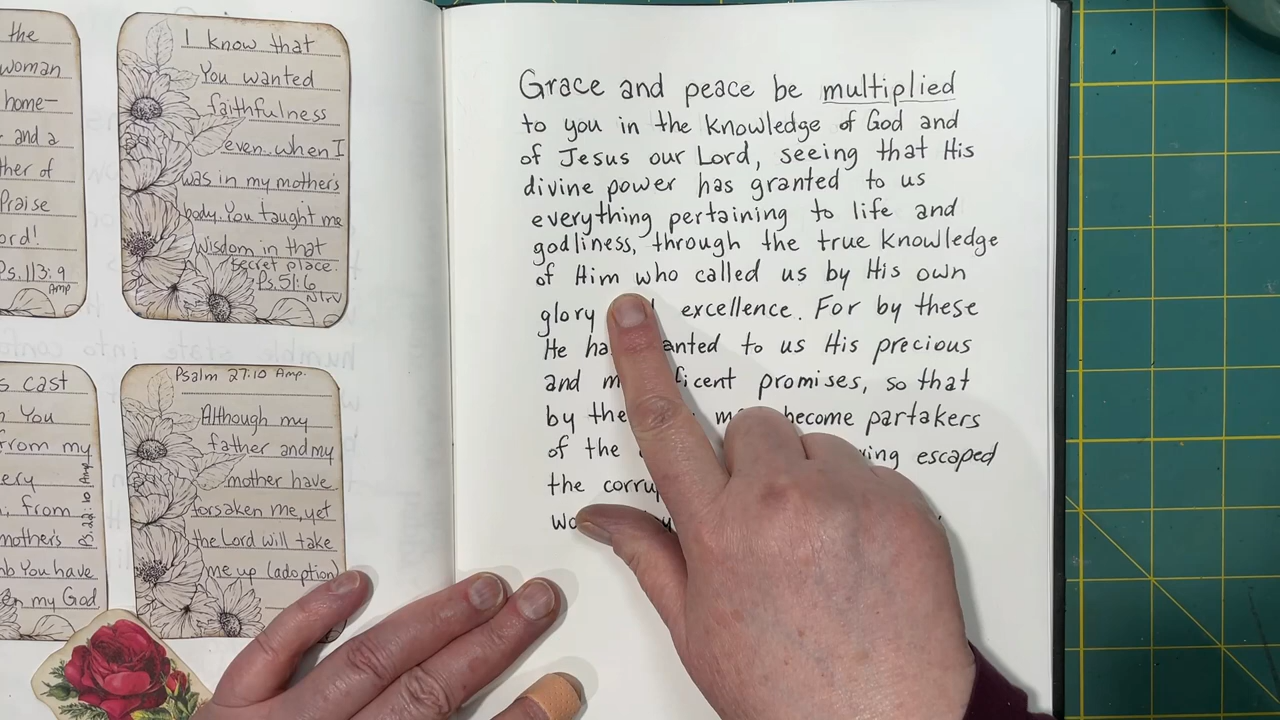 the
woman
home-
and a
ther of
Praise
ord!
Ps. 113:9
Amp
I know that
You wanted
faithfulness
even when I
was in my mother's
body. You taught me
Wisdom in that
secret place.
Ps. 51:6
NIrV
s cast
You
from my
ery
, from
mother's
mb You have
en my God
Ps. 22:10 Amp.
Psalm 27:10 Amp.
Although my
father and my
mother have
forsaken me, yet
the Lord will take
me up (adoption)
Grace and peace be multiplied
to you in the knowledge of God and
of Jesus our Lord, seeing that His
divine power has granted to us
everything pertaining to life and
godliness, through the true knowledge
of Him who called us by His own
glory excellence. For by these
He ha anted to us His precious
and m ficent promises, so that
by the become partakers
of the escaped
the corrup
wo